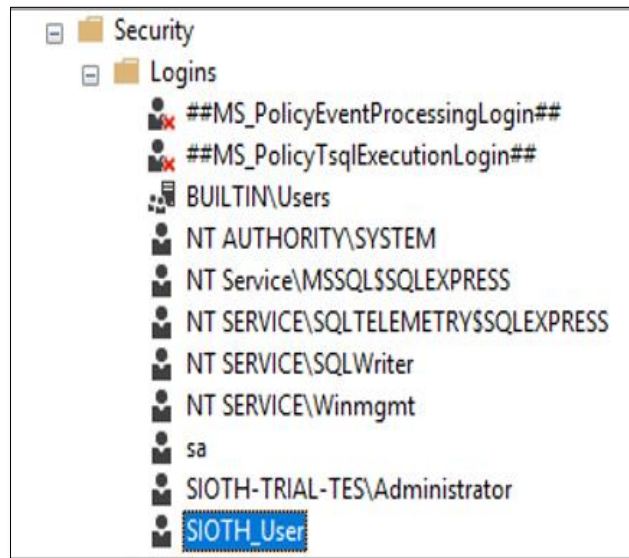 Security
Logins
##MS_PolicyEventProcessingLogin##
##MS_PolicyTsqlExecutionLogin##
BUILTIN\Users
NT AUTHORITY\SYSTEM
NT Service\MSSQL$SQLEXPRESS
NT SERVICE\SQLTELEMETRY$SQLEXPRESS
NT SERVICE\SQLWriter
NT SERVICE\Winmgmt
sa
SIOTH-TRIAL-TES\Administrator
SIOTH_User